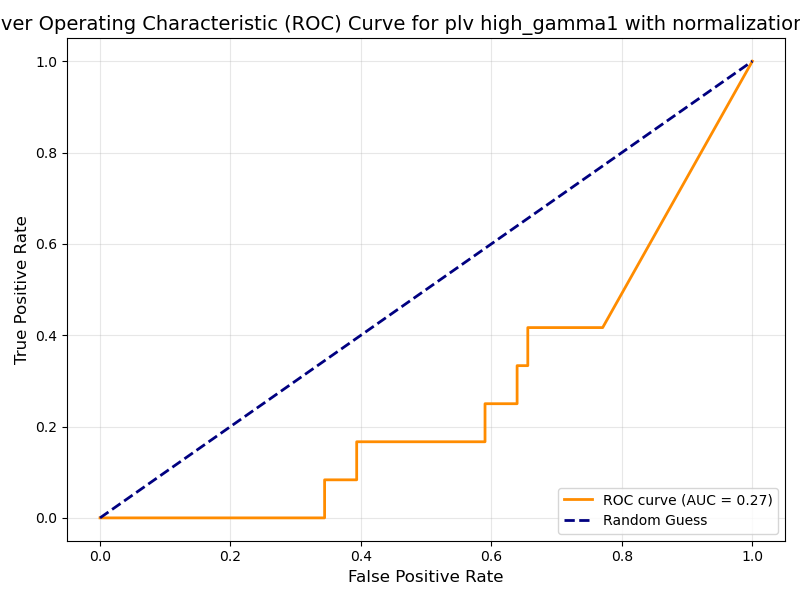 ver Operating Characteristic (ROC) Curve for plv high_gamma1 with normalization
1.0
0.8
0.6
0.4
0.2
0.0
True Positive Rate
0.0 0.2 0.4 0.6 0.8 1.0
False Positive Rate
ROC curve (AUC = 0.27)
Random Guess